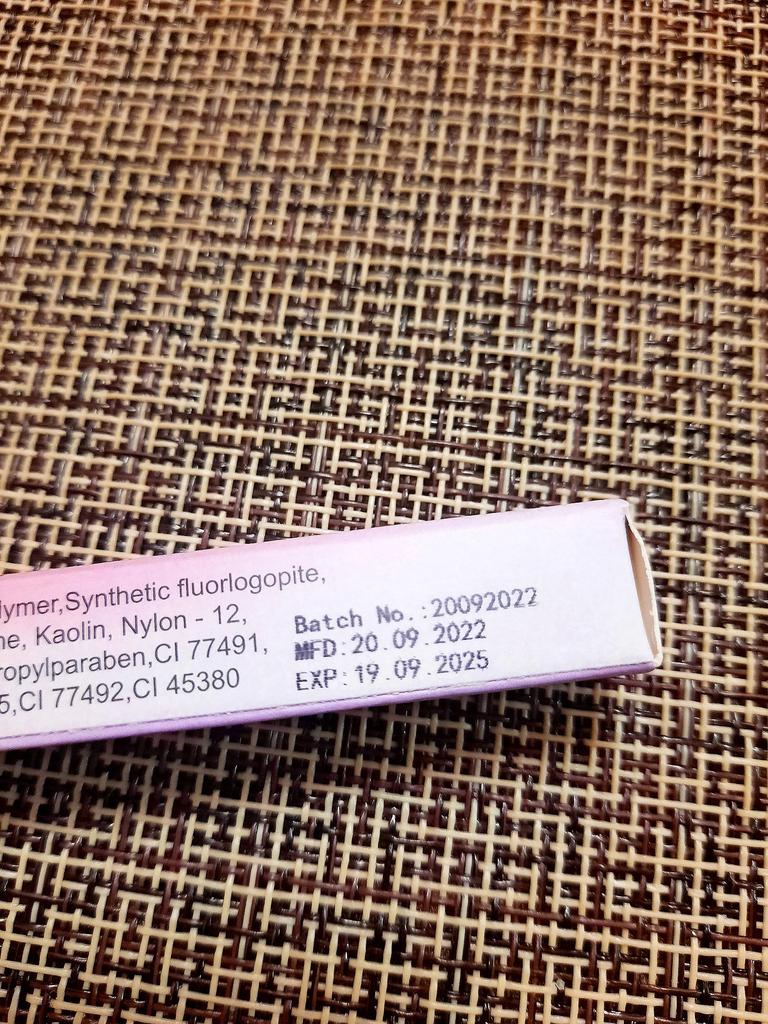 lymer,Synthetic fluorlogopite,
ne, Kaolin, Nylon - 12,
ropylparaben,CI 77491,
5,CI 77492,CI 45380
Batch No.:20092022
MFD:20.09.2022
EXP:19.09.2025